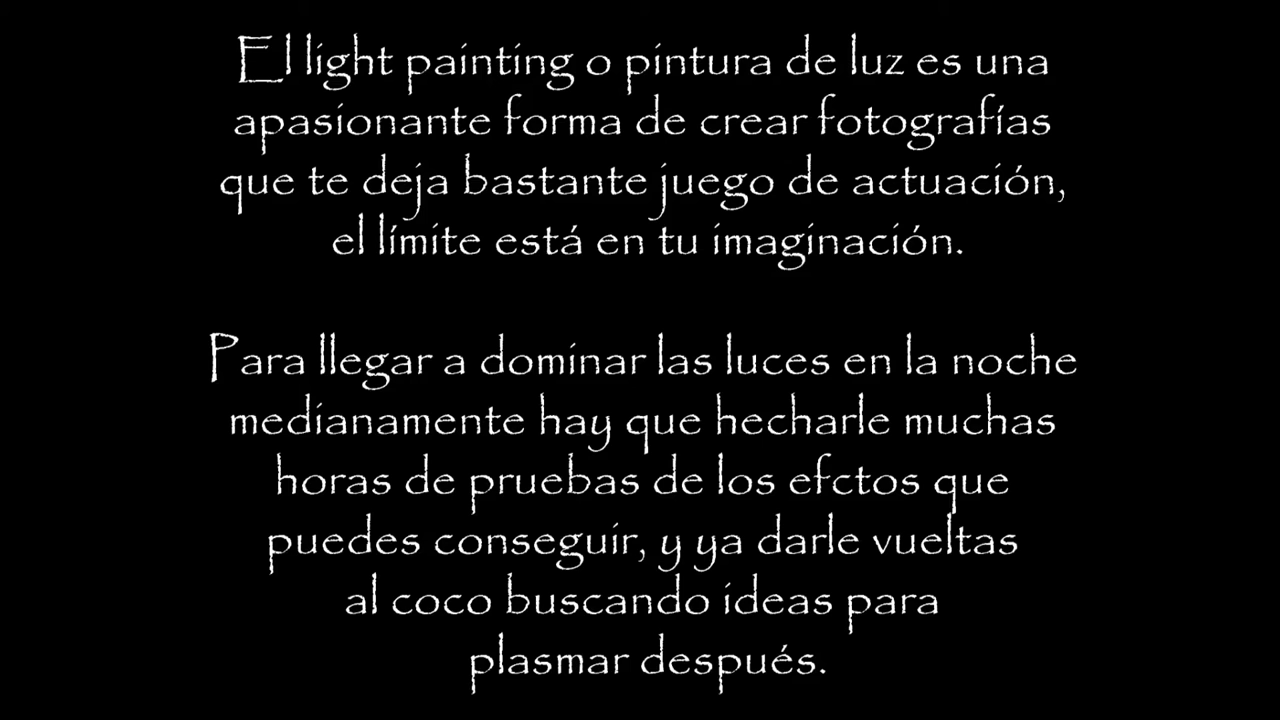 El light painting o pintura de luz es una
apasionante forma de crear fotografías
que te deja bastante juego de actuación,
el límite está en tu imaginación.
Para llegar a dominar las luces en la noche
medianamente hay que hecharle muchas
horas de pruebas de los efctos que
puedes conseguir, y ya darle vueltas
al coco buscando ideas para
plasmar después.